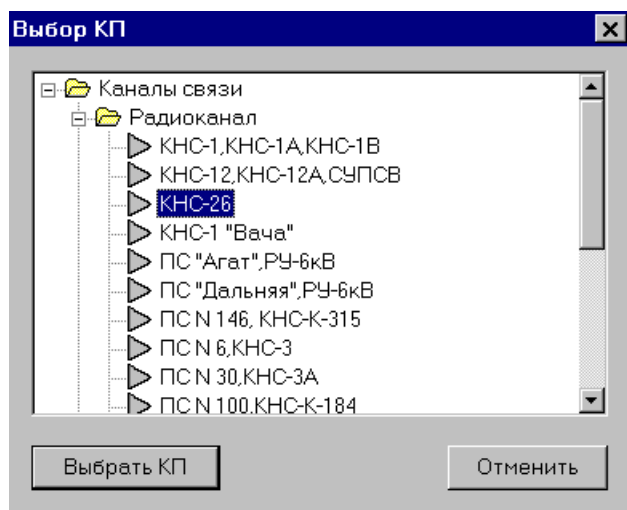 Выбор КП
Каналы связи
Радиоканал
КНС-1,КНС-1А,КНС-1В
КНС-12,КНС-12А,СУПСВ
КНС-26
КНС-1 "Вача"
ПС "Агат",РУ-6кВ
ПС "Дальняя",РУ-6кВ
ПС N 146, КНС-К-315
ПС N 6,КНС-3
ПС N 30,КНС-3А
ПС N 100,КНС-К-184
Выбрать КП
Отменить